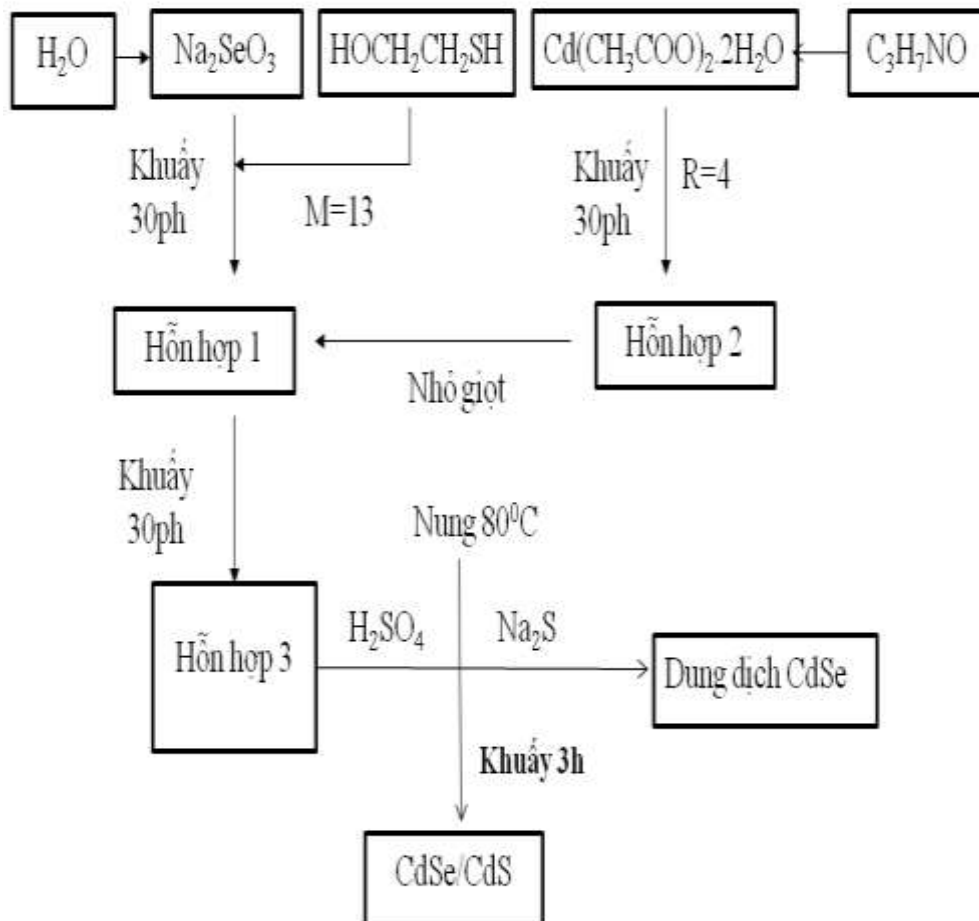 H₂O
Na₂SeO₃
HOCH₂CH₂SH
Cd(CH₃COO)₂.2H₂O
C₃H₇NO
Khuấy
30ph
M=13
Khuấy
30ph
R=4
Hỗn hợp 1
Nhỏ giọt
Hỗn hợp 2
Khuấy
30ph
Nung 80⁰C
Hỗn hợp 3
H₂SO₄
Na₂S
Dung dịch CdSe
Khuấy 3h
CdSe/CdS